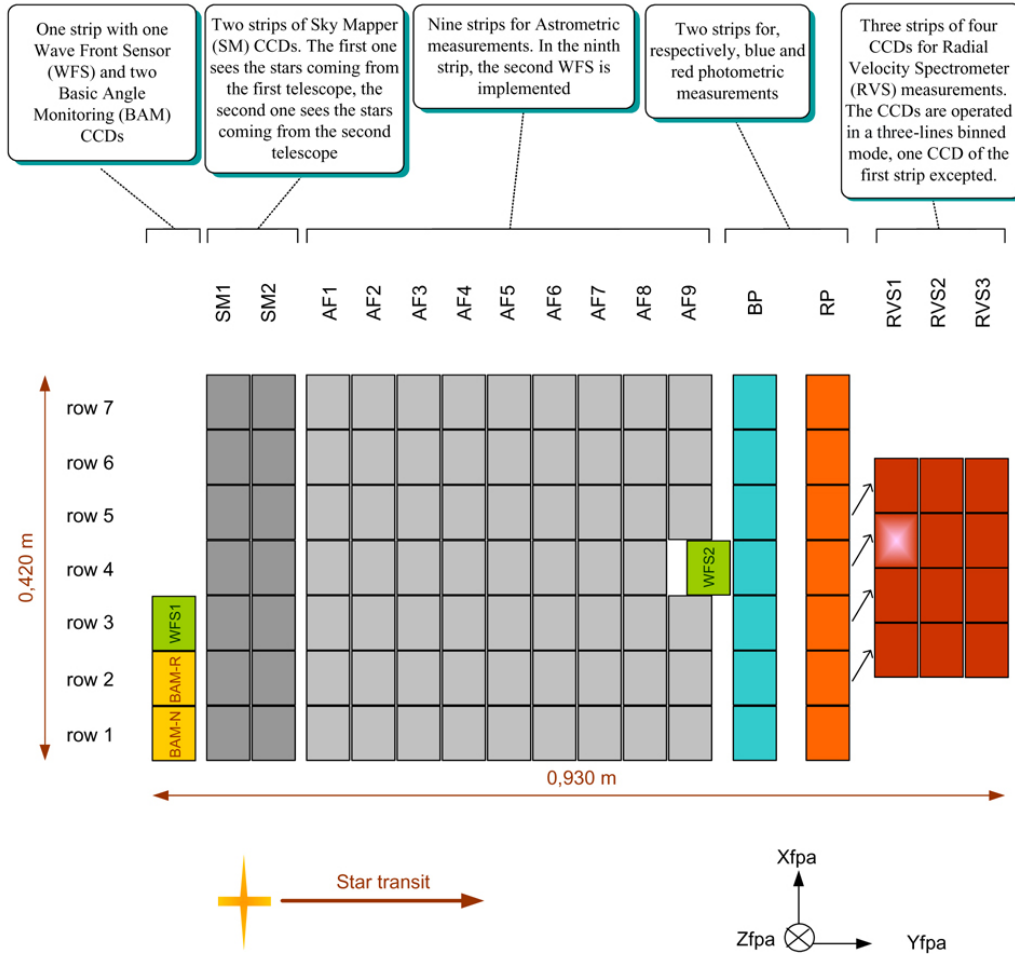 One strip with one
Wave Front Sensor
(WFS) and two
Basic Angle
Monitoring (BAM)
CCDs
Two strips of Sky Mapper
(SM) CCDs. The first one
sees the stars coming from
the first telescope, the
second one sees the stars
coming from the second
telescope
Nine strips for Astrometric
measurements. In the ninth
strip, the second WFS is
implemented
Two strips for,
respectively, blue and
red photometric
measurements
Three strips of four
CCDs for Radial
Velocity Spectrometer
(RVS) measurements.
The CCDs are operated
in a three-lines binned
mode, one CCD of the
first strip excepted.
SM1
SM2
AF1
AF2
AF3
AF4
AF5
AF6
AF7
AF8
AF9
BP
RP
RVS1
RVS2
RVS3
row 7
row 6
row 5
row 4
row 3
row 2
row 1
0,420 m
WFS1
BAM-R
BAM-N
WFS2
0,930 m
Star transit
Xfpa
Zfpa
Yfpa